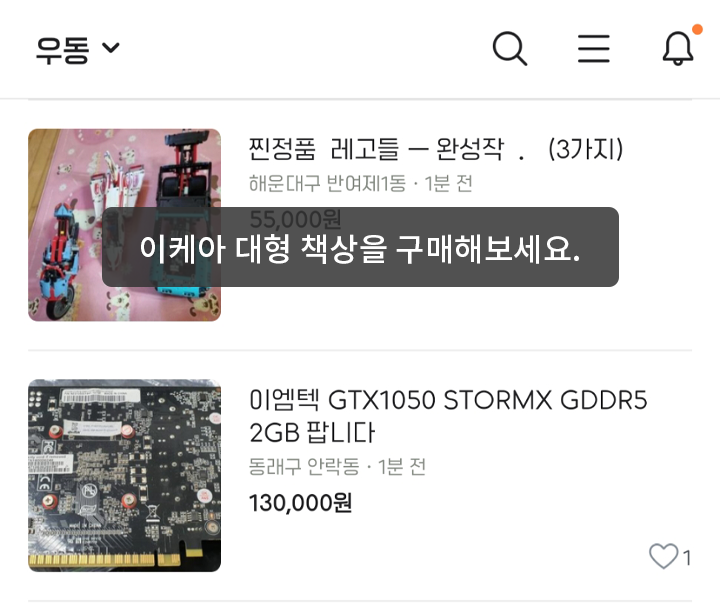 우동
찐정품 레고들 — 완성작 . (3가지)
해운대구 반여제1동 · 1분 전
55,000원
이케아 대형 책상을 구매해보세요.
이엠텍 GTX1050 STORMX GDDR5
2GB 팝니다
동래구 안락동 · 1분 전
130,000원
1